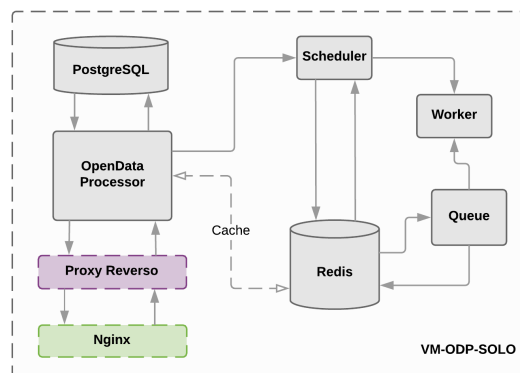 PostgreSQL
Scheduler
Worker
OpenData
Processor
Queue
Cache
Redis
Proxy Reverso
Nginx
VM-ODP-SOLO